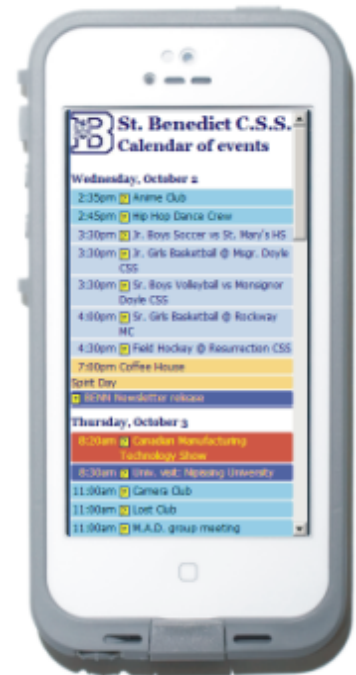 St. Benedict C.S.S.
Calendar of events
Wednesday, October 2
2:35pm Anime Club
2:45pm Hip Hop Dance Crew
3:30pm Jr. Boys Soccer vs St. Mary's HS
3:30pm Jr. Girls Basketball @ Msgr. Doyle
CSS
3:30pm Sr. Boys Volleyball vs Monsignor
Doyle CSS
4:00pm Sr. Girls Basketball @ Rockway
MC
4:30pm Field Hockey @ Resurrection CSS
7:00pm Coffee House
Spirit Day
BENN Newsletter release
Thursday, October 3
8:20am Canadian Manufacturing
Technology Show
8:30am Univ. visit: Nipissing University
11:00am Camera Club
11:00am Lost Club
11:00am M.A.D. group meeting